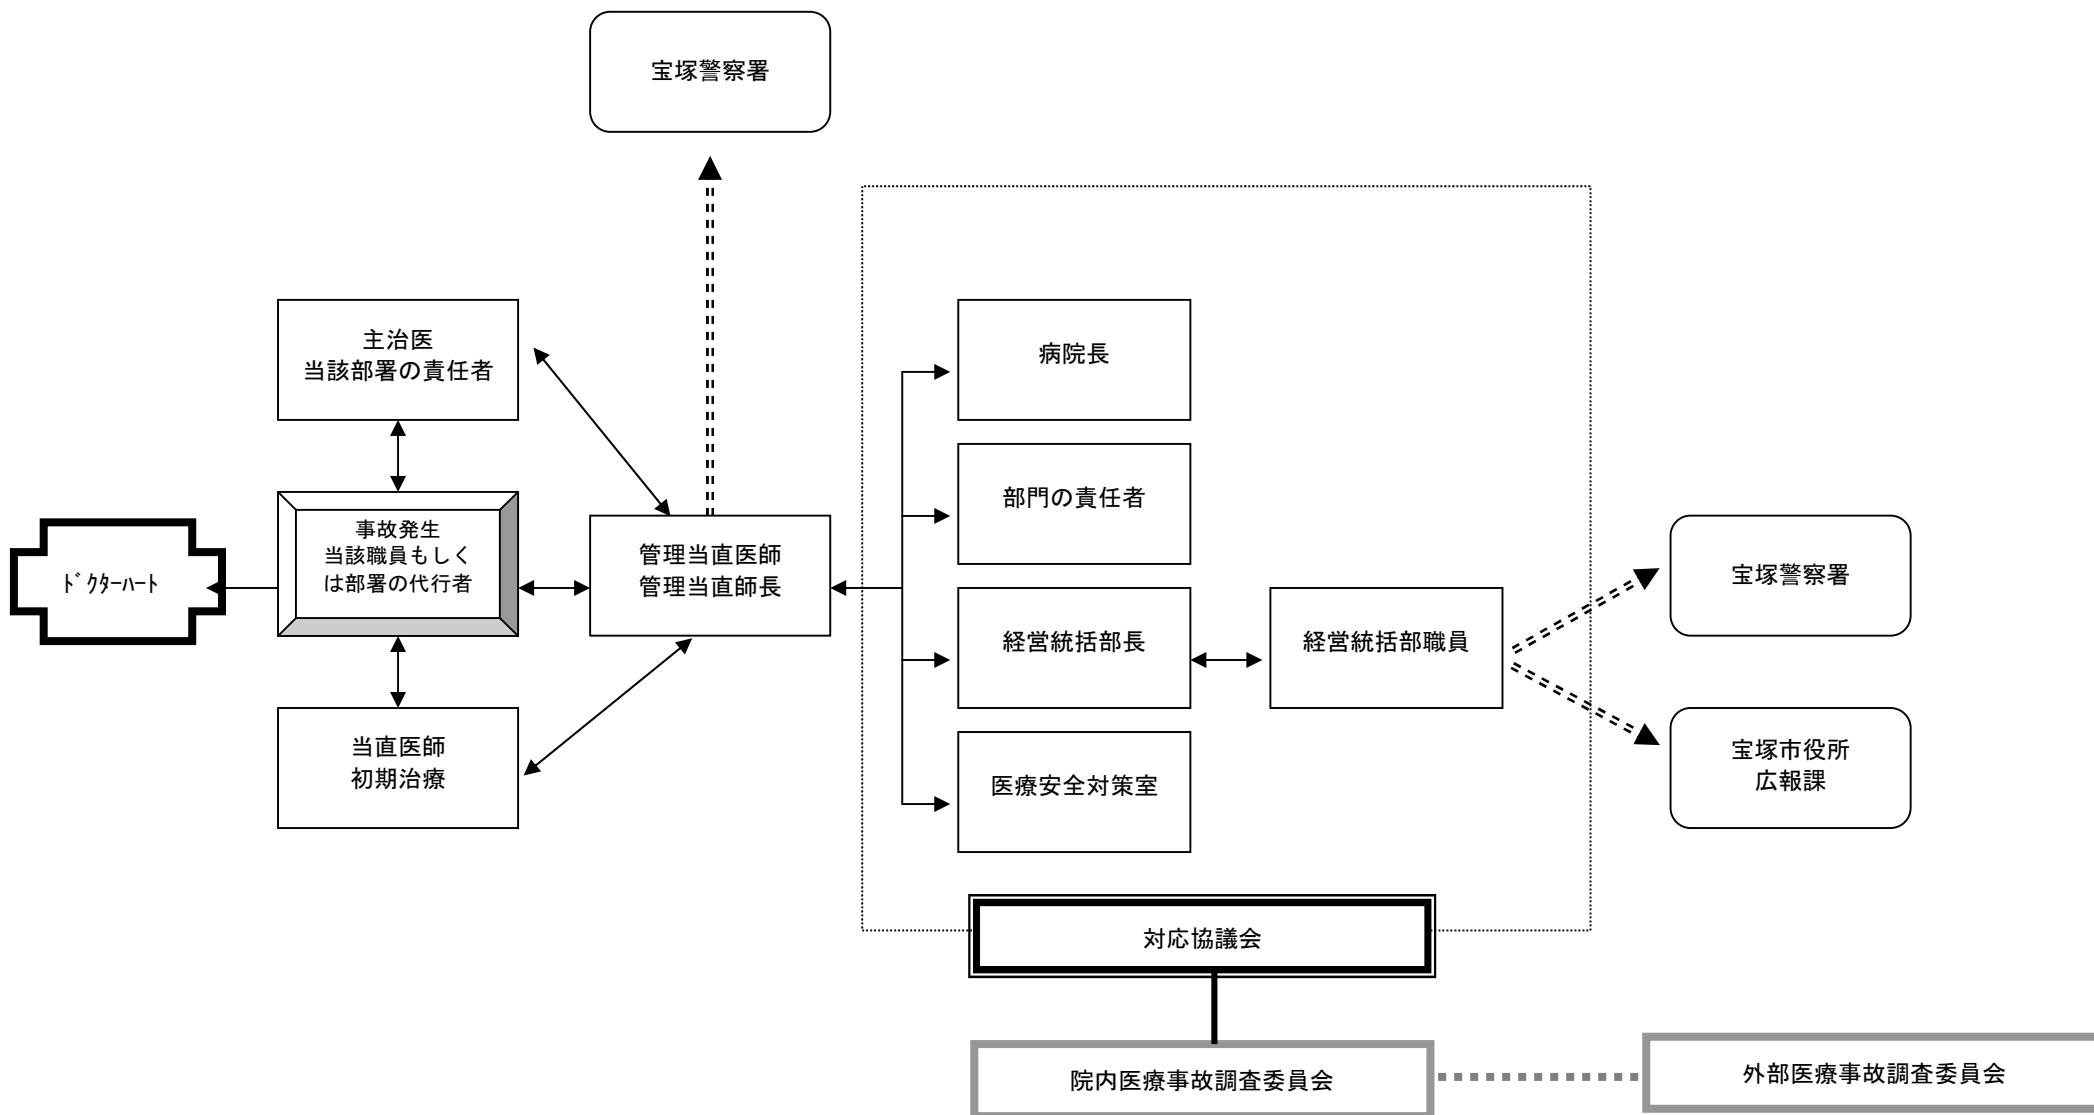 宝塚警察署
主治医
当該部署の責任者
事故発生
当該職員もしく
は部署の代行者
ﾄﾞｸﾀｰﾊｰﾄ
当直医師
初期治療
管理当直医師
管理当直師長
病院長
部門の責任者
経営統括部長
医療安全対策室
経営統括部職員
宝塚警察署
宝塚市役所
広報課
対応協議会
院内医療事故調査委員会
外部医療事故調査委員会